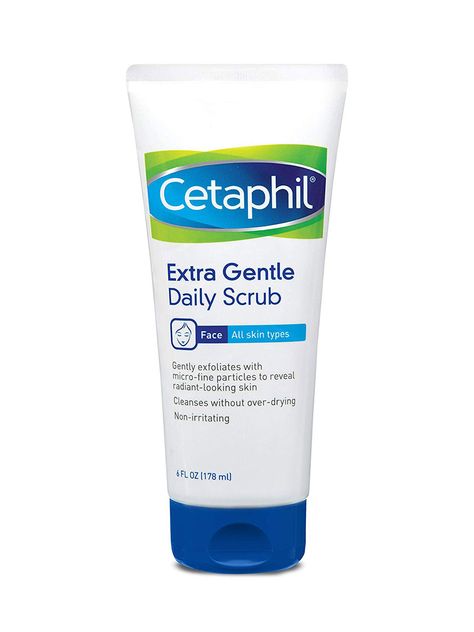 Cetaphil®
Extra Gentle
Daily Scrub
Face All skin types
Gently exfoliates with
micro-fine particles to reveal
radiant-looking skin
Cleanses without over-drying
Non-irritating
6 FL OZ (178 ml)